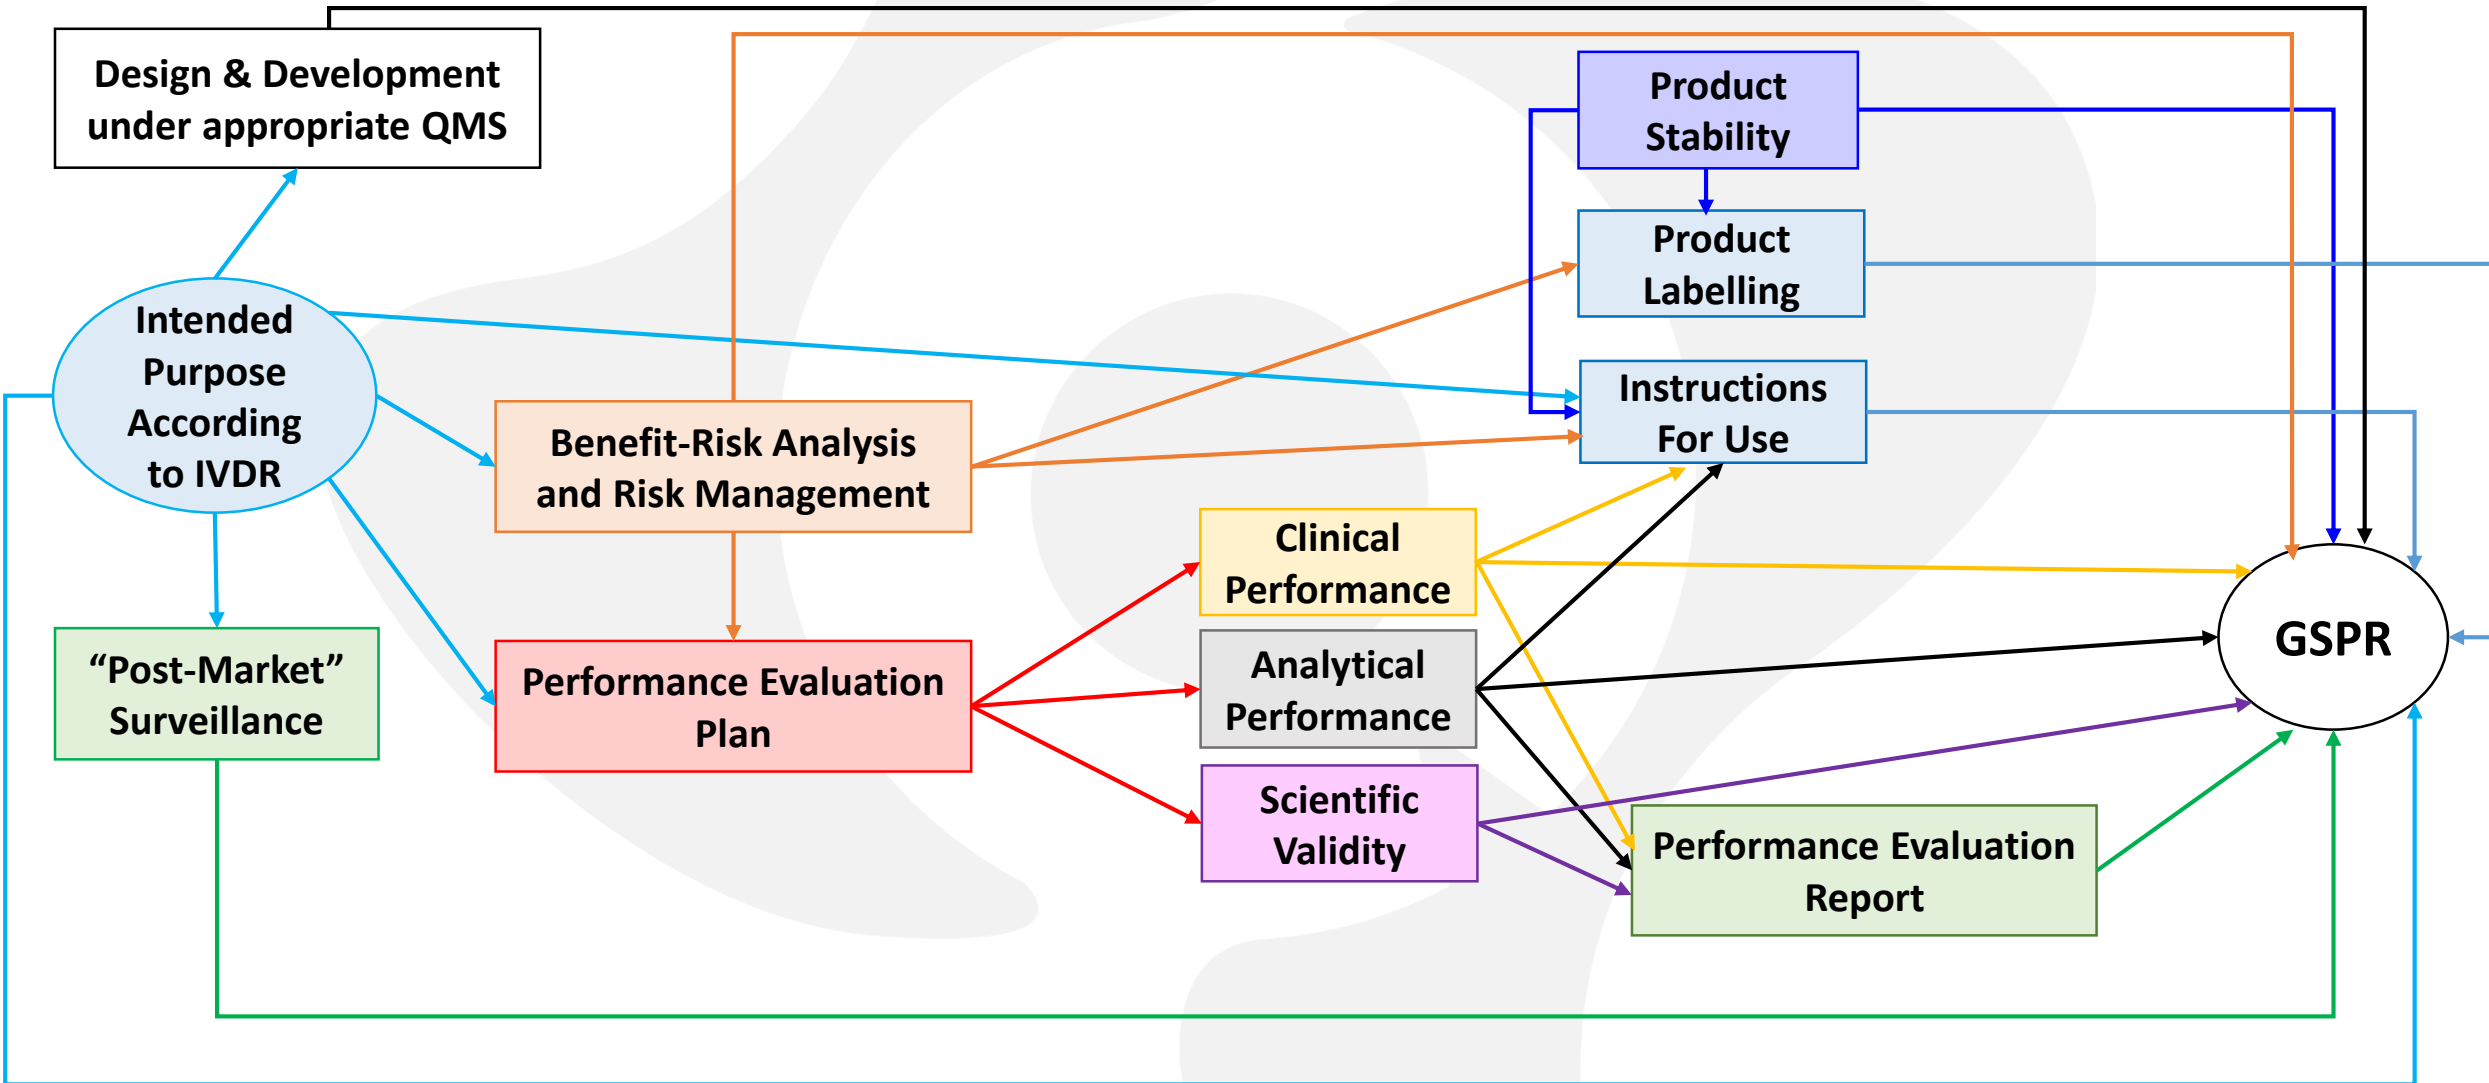 Design & Development
under appropriate QMS
Product
Stability
Product
Labelling
Intended
Purpose
According
to IVDR
Instructions
For Use
Benefit-Risk Analysis
and Risk Management
Clinical
Performance
“Post-Market”
Surveillance
Performance Evaluation
Plan
Analytical
Performance
GSPR
Scientific
Validity
Performance Evaluation
Report